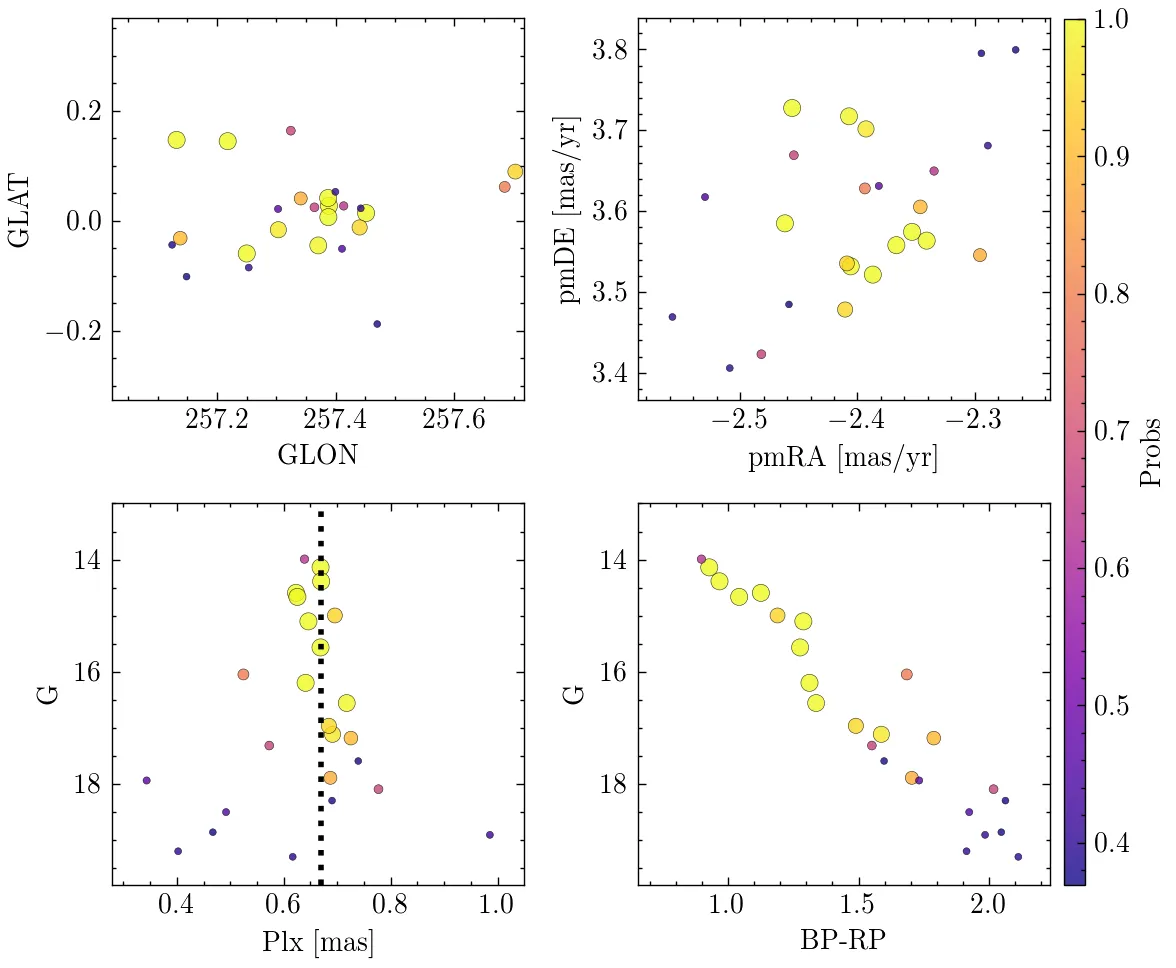 0.2
0.0
−0.2
GLAT
257.2 257.4 257.6
GLON
3.8
3.7
3.6
3.5
3.4
pmDE [mas/yr]
−2.5 −2.4 −2.3
pmRA [mas/yr]
14
16
18
G
0.4 0.6 0.8 1.0
Plx [mas]
14
16
18
G
1.0 1.5 2.0
BP-RP
1.0
0.9
0.8
0.7
0.6
0.5
0.4
Probs